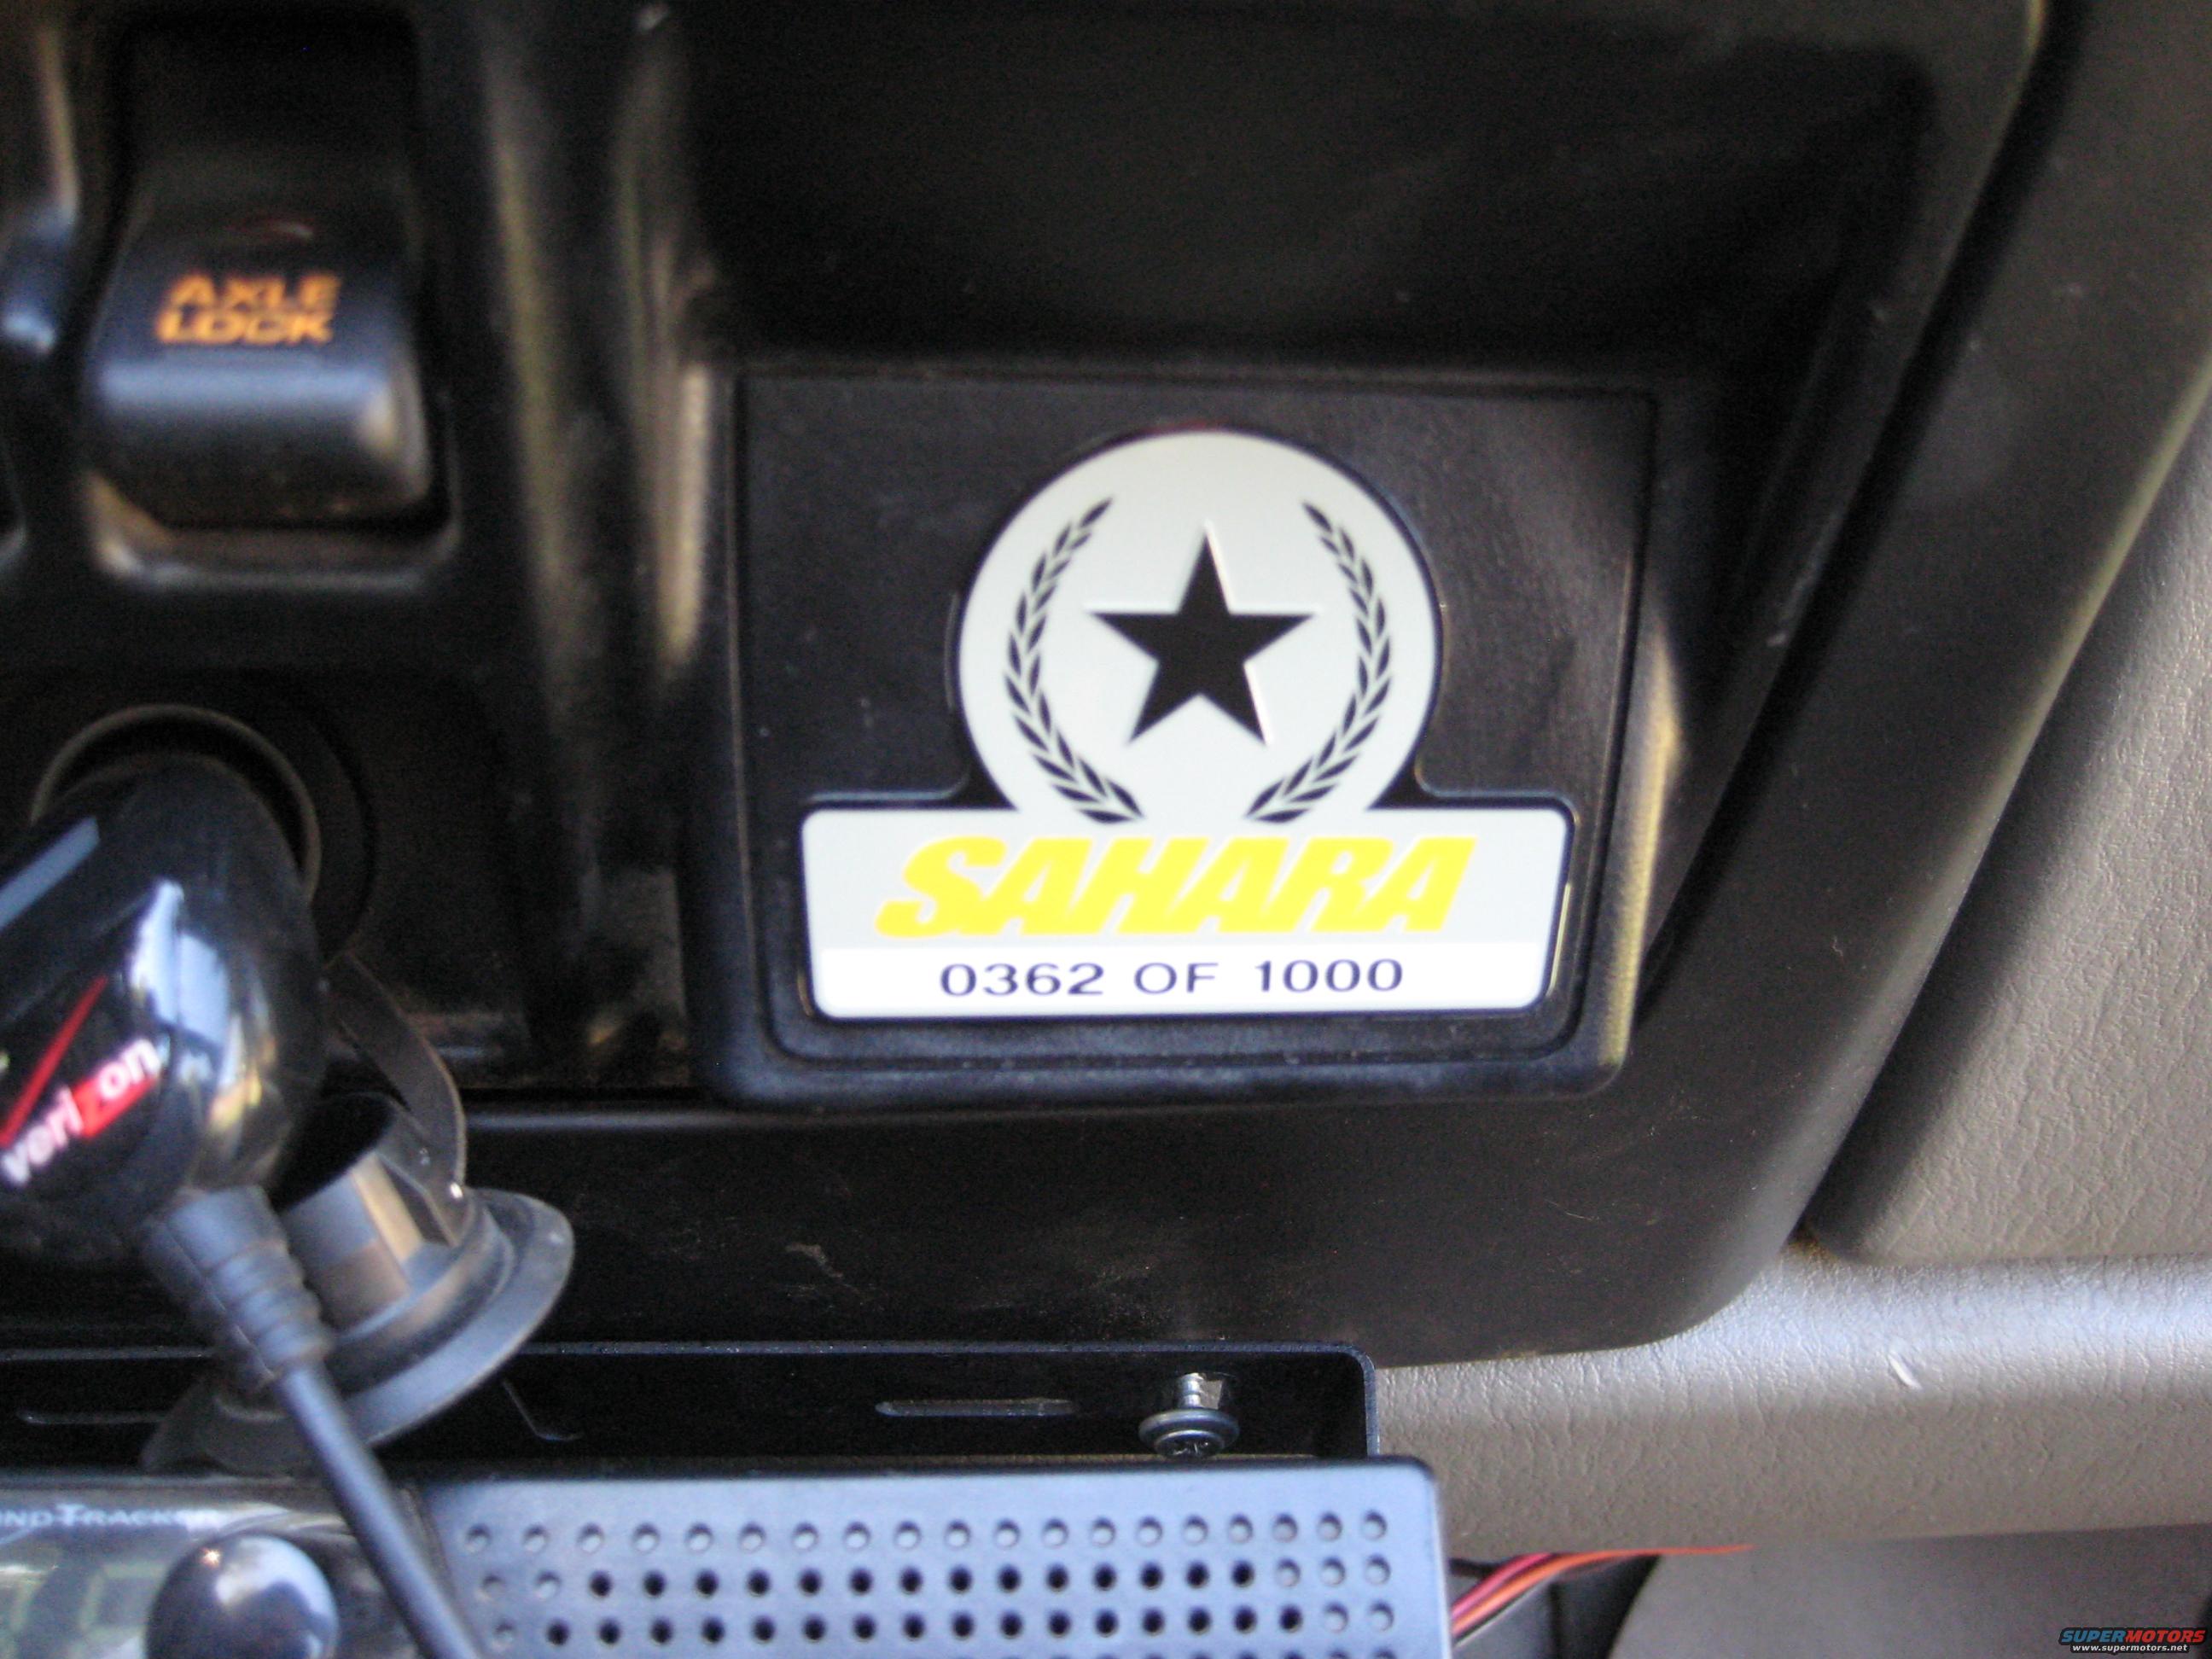 AXLE
LOCK
SAHARA
0362 OF 1000
verizon
SUPERMOTORS
www.supermotors.net